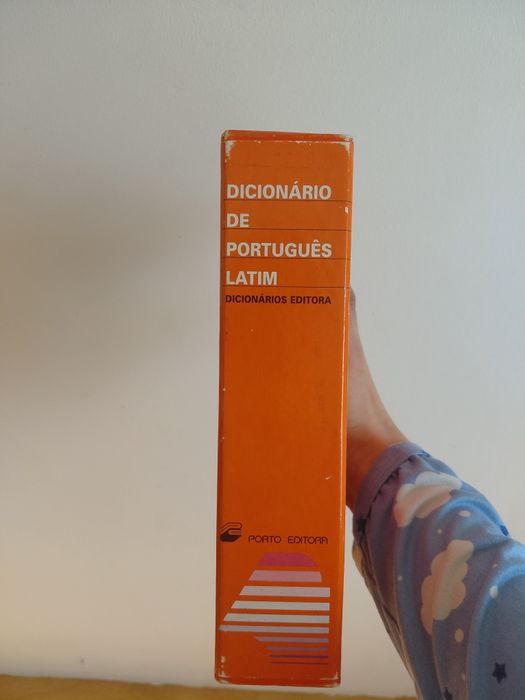 DICIONÁRIO
DE
PORTUGUÊS
LATIM
DICIONÁRIOS EDITORA
PORTO EDITORA